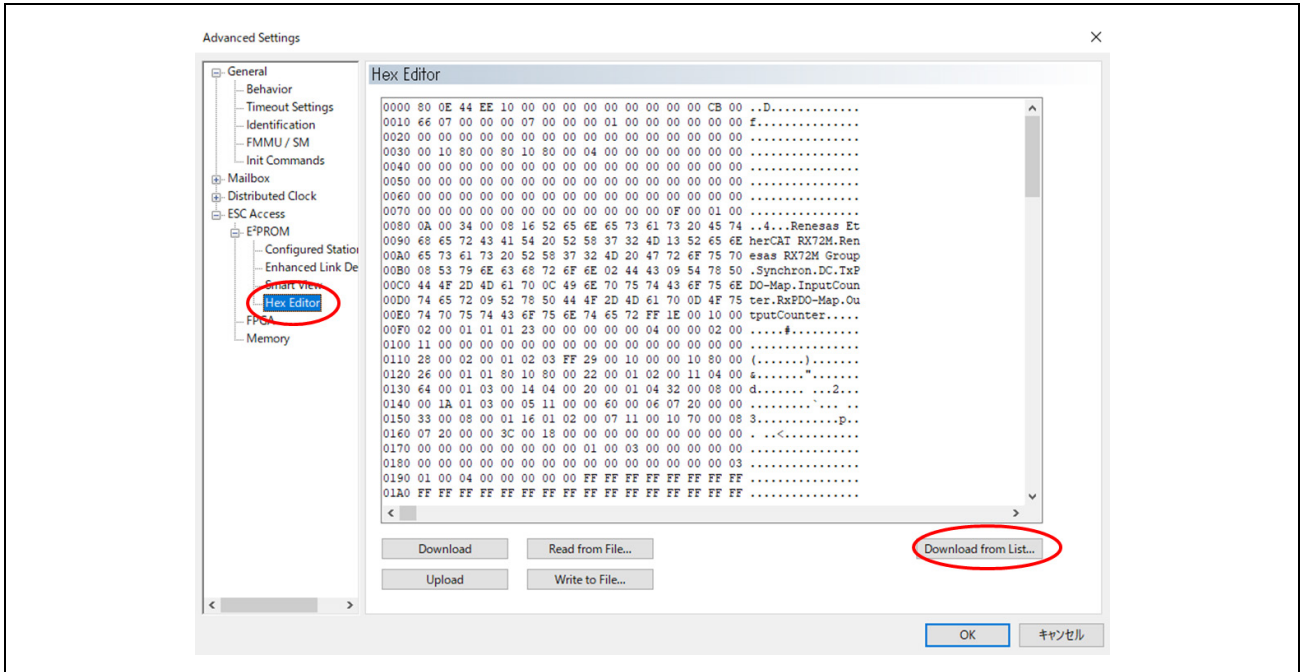 Advanced Settings
General
Behavior
Timeout Settings
Identification
FMMU / SM
Init Commands
Mailbox
Distributed Clock
ESC Access
E²PROM
Configured Station
Enhanced Link De
Smart View
Hex Editor
FPGA
Memory
Hex Editor
0000 80 0E 44 EE 10 00 00 00 00 00 00 00 00 00 CB 00 ..D.............
0010 66 07 00 00 00 07 00 00 00 01 00 00 00 00 00 00 f...............
0020 00 00 00 00 00 00 00 00 00 00 00 00 00 00 00 00 ................
0030 00 10 80 00 80 10 80 00 04 00 00 00 00 00 00 00 ................
0040 00 00 00 00 00 00 00 00 00 00 00 00 00 00 00 00 ................
0050 00 00 00 00 00 00 00 00 00 00 00 00 00 00 00 00 ................
0060 00 00 00 00 00 00 00 00 00 00 00 00 00 00 00 00 ................
0070 00 00 00 00 00 00 00 00 00 00 00 00 0F 00 01 00 ................
0080 0A 00 34 00 08 16 52 65 6E 65 73 61 73 20 45 74 ..4...Renesas Et
0090 68 65 72 43 41 54 20 52 58 37 32 4D 13 52 65 6E herCAT RX72M.Ren
00A0 65 73 61 73 20 52 58 37 32 4D 20 47 72 6F 75 70 esas RX72M Group
00B0 08 53 79 6E 63 68 72 6F 6E 02 44 43 09 54 78 50 .Synchron.DC.TxP
00C0 44 4F 2D 4D 61 70 0C 49 6E 70 75 74 43 6F 75 6E DO-Map.InputCoun
00D0 74 65 72 09 52 78 50 44 4F 2D 4D 61 70 0D 4F 75 ter.RxPDO-Map.Ou
00E0 74 70 75 74 43 6F 75 6E 74 65 72 FF 1E 00 10 00 tputCounter.....
00F0 02 00 01 01 01 23 00 00 00 00 00 04 00 00 02 00 .....#..........
0100 11 00 00 00 00 00 00 00 00 00 00 00 00 00 00 00 ................
0110 28 00 02 00 01 02 03 FF 29 00 10 00 00 10 80 00 (.......).......
0120 26 00 01 01 80 10 80 00 22 00 01 02 00 11 04 00 &.......".......
0130 64 00 01 03 00 14 04 00 20 00 01 04 32 00 08 00 d....... ...2...
0140 00 1A 01 03 00 05 11 00 00 60 00 06 07 20 00 00 .........`... ..
0150 33 00 08 00 01 16 01 02 00 07 11 00 10 70 00 08 3............p..
0160 07 20 00 00 3C 00 18 00 00 00 00 00 00 00 00 00 . ..<...........
0170 00 00 00 00 00 00 00 00 01 00 03 00 00 00 00 00 ................
0180 00 00 00 00 00 00 00 00 00 00 00 00 00 00 00 03 ................
0190 01 00 04 00 00 00 00 00 FF FF FF FF FF FF FF FF ................
01A0 FF FF FF FF FF FF FF FF FF FF FF FF FF FF FF FF ................
Download
Read from File...
Download from List...
Upload
Write to File...
OK
キャンセル